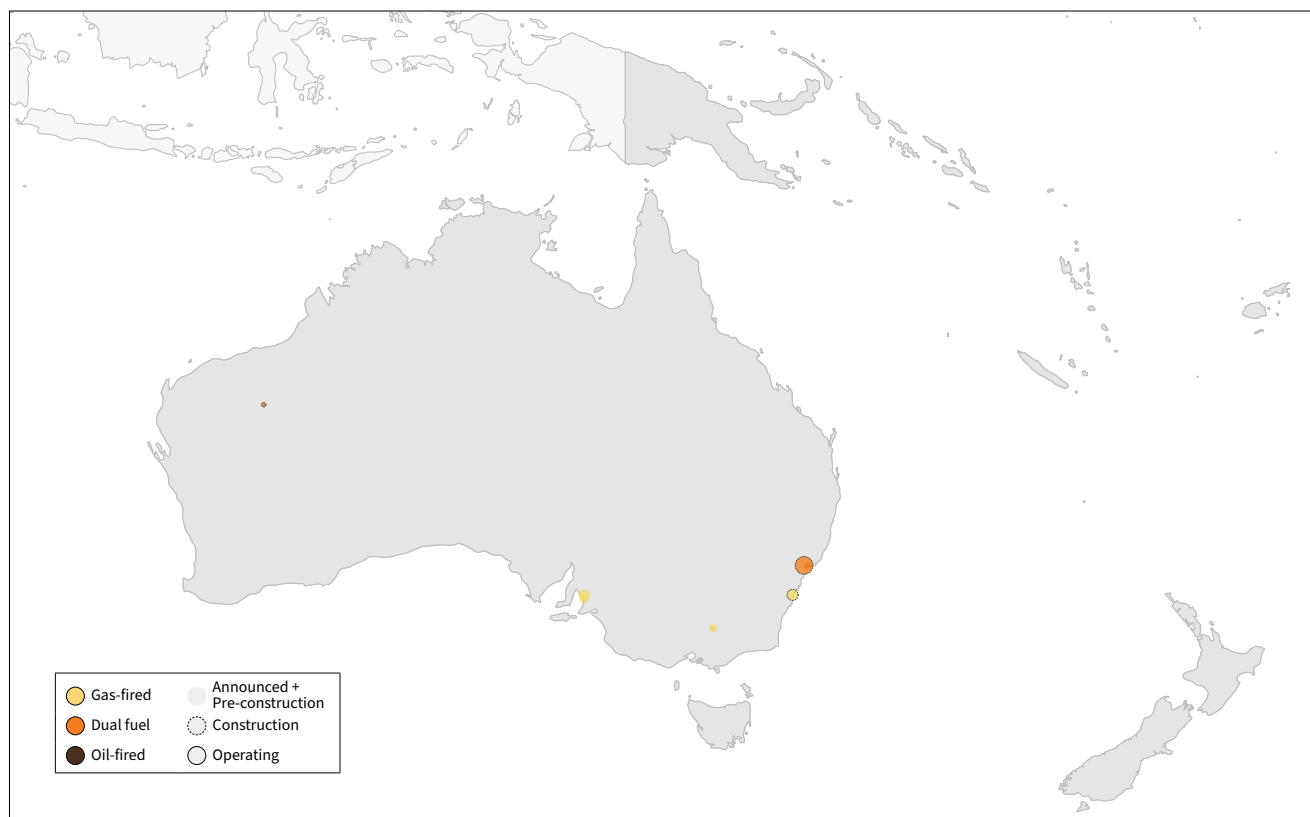 Gas-fired
Dual fuel
Oil-fired
Announced +
Pre-construction
Construction
Operating